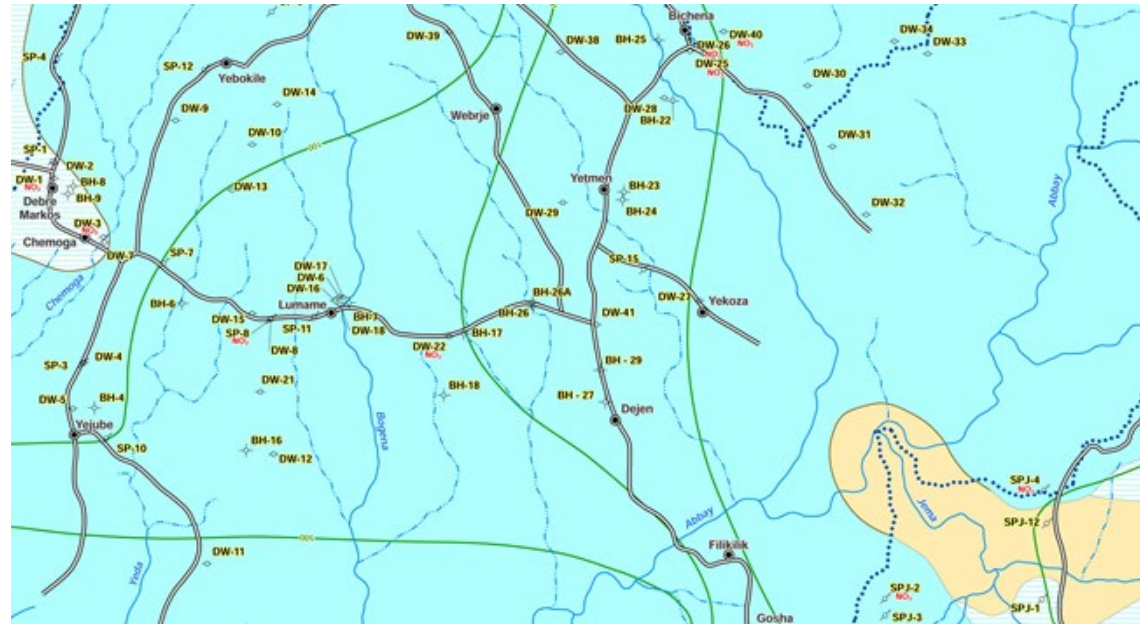 Bichena
DW-39
DW-38
BH-25
DW-40
NO₃
DW-34
DW-33
DW-26
NO₃
DW-25
SP-4
SP-12
Yebokile
DW-30
DW-14
DW-9
Webrje
DW-28
BH-22
100
DW-10
DW-31
SP-1
DW-2
DW-1
NO₃
BH-8
BH-9
DW-13
Yetmen
BH-23
BH-24
Abbay
Debre
Markos
DW-29
DW-32
DW-3
NO₃
Chemoga
DW-7
SP-7
SP-15
Chemoga
DW-17
DW-6
DW-16
BH-6
Lumame
BH-26A
BH-26
DW-27
Yekoza
DW-15
SP-11
BH-3
DW-18
DW-41
SP-8
NO₃
DW-8
DW-22
NO₃
BH-17
SP-3
DW-4
BH - 29
DW-21
BH-18
DW-5
BH-4
BH - 27
Dejen
Yejube
Bogena
SP-10
BH-16
DW-12
SPJ-4
NO₃
Jema
Abbay
SPJ-12
500
Filikilik
DW-11
Yinda
SPJ-2
NO₃
SPJ-1
SPJ-3
Gosha